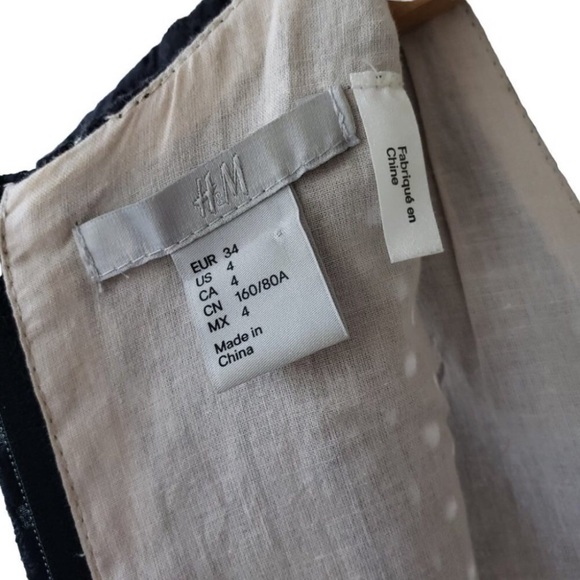 H&M
EUR 34
US 4
CA 4
CN 160/80A
MX 4
Made in
China
Fabriqué en
Chine